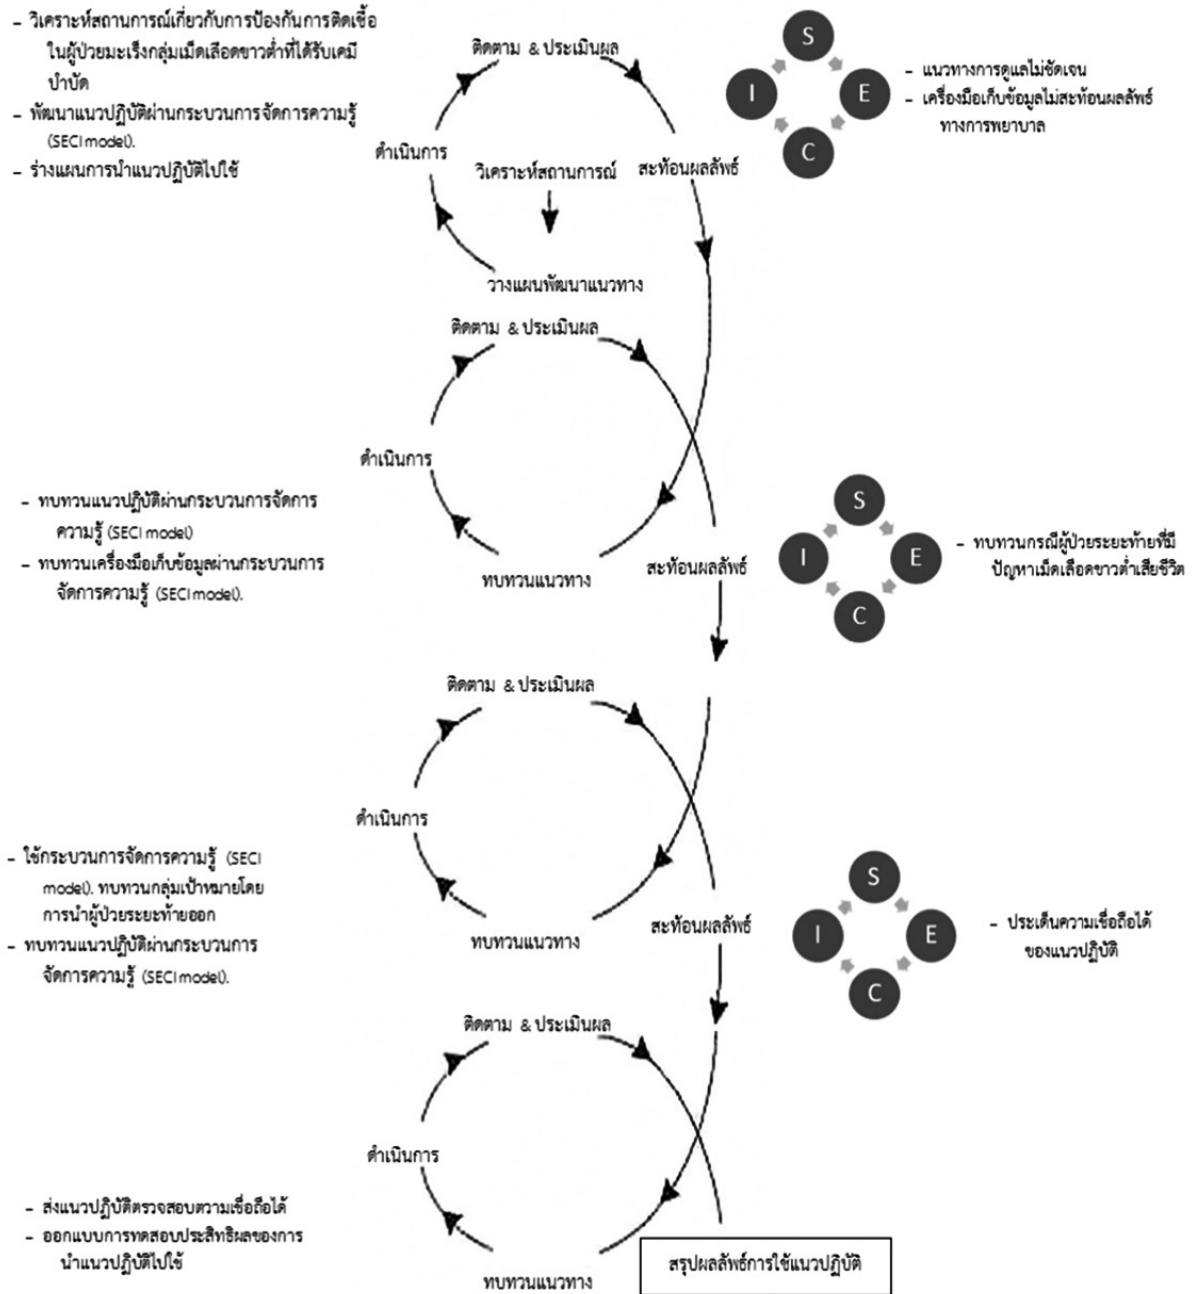 - วิเคราะห์สถานการณ์เกี่ยวกับการป้องกันการติดเชื้อ
ในผู้ป่วยมะเร็งกลุ่มเม็ดเลือดขาวต่ำที่ได้รับเคมี
บำบัด
- พัฒนาแนวปฏิบัติผ่านกระบวนการจัดการความรู้
(SECI model).
- ร่างแผนการนำแนวปฏิบัติไปใช้
ติดตาม & ประเมินผล
ดำเนินการ
วิเคราะห์สถานการณ์
สะท้อนผลลัพธ์
วางแผนพัฒนาแนวทาง
S
I
E
C
- แนวทางการดูแลไม่ชัดเจน
- เครื่องมือเก็บข้อมูลไม่สะท้อนผลลัพธ์
ทางการพยาบาล
ติดตาม & ประเมินผล
ดำเนินการ
- ทบทวนแนวปฏิบัติผ่านกระบวนการจัดการ
ความรู้ (SECI model)
- ทบทวนเครื่องมือเก็บข้อมูลผ่านกระบวนการ
จัดการความรู้ (SECI model).
ทบทวนแนวทาง
สะท้อนผลลัพธ์
S
I
E
C
- ทบทวนกรณีผู้ป่วยระยะท้ายที่มี
ปัญหาเม็ดเลือดขาวต่ำเสียชีวิต
ติดตาม & ประเมินผล
ดำเนินการ
- ใช้กระบวนการจัดการความรู้ (SECI
model). ทบทวนกลุ่มเป้าหมายโดย
การนำผู้ป่วยระยะท้ายออก
- ทบทวนแนวปฏิบัติผ่านกระบวนการ
จัดการความรู้ (SECI model).
ทบทวนแนวทาง
สะท้อนผลลัพธ์
S
I
E
C
- ประเด็นความเชื่อถือได้
ของแนวปฏิบัติ
ติดตาม & ประเมินผล
ดำเนินการ
- ส่งแนวปฏิบัติตรวจสอบความเชื่อถือได้
- ออกแบบการทดสอบประสิทธิผลของการ
นำแนวปฏิบัติไปใช้
ทบทวนแนวทาง
สรุปผลลัพธ์การใช้แนวปฏิบัติ